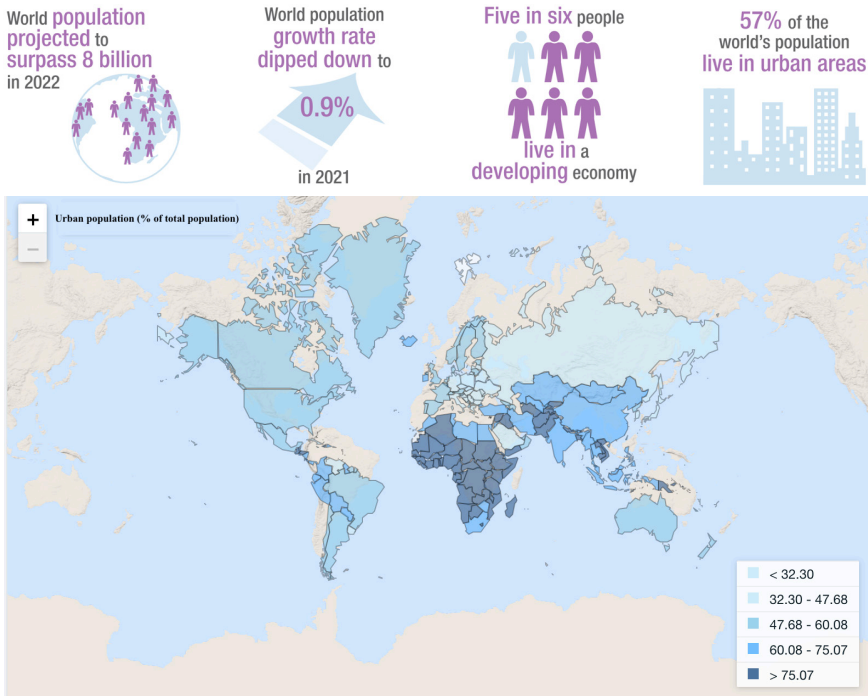 World population
projected to
surpass 8 billion
in 2022
World population
growth rate
dipped down to
0.9%
in 2021
Five in six people
live in a
developing economy
57% of the
world's population
live in urban areas
+
−
Urban population (% of total population)
< 32.30
32.30 - 47.68
47.68 - 60.08
60.08 - 75.07
> 75.07